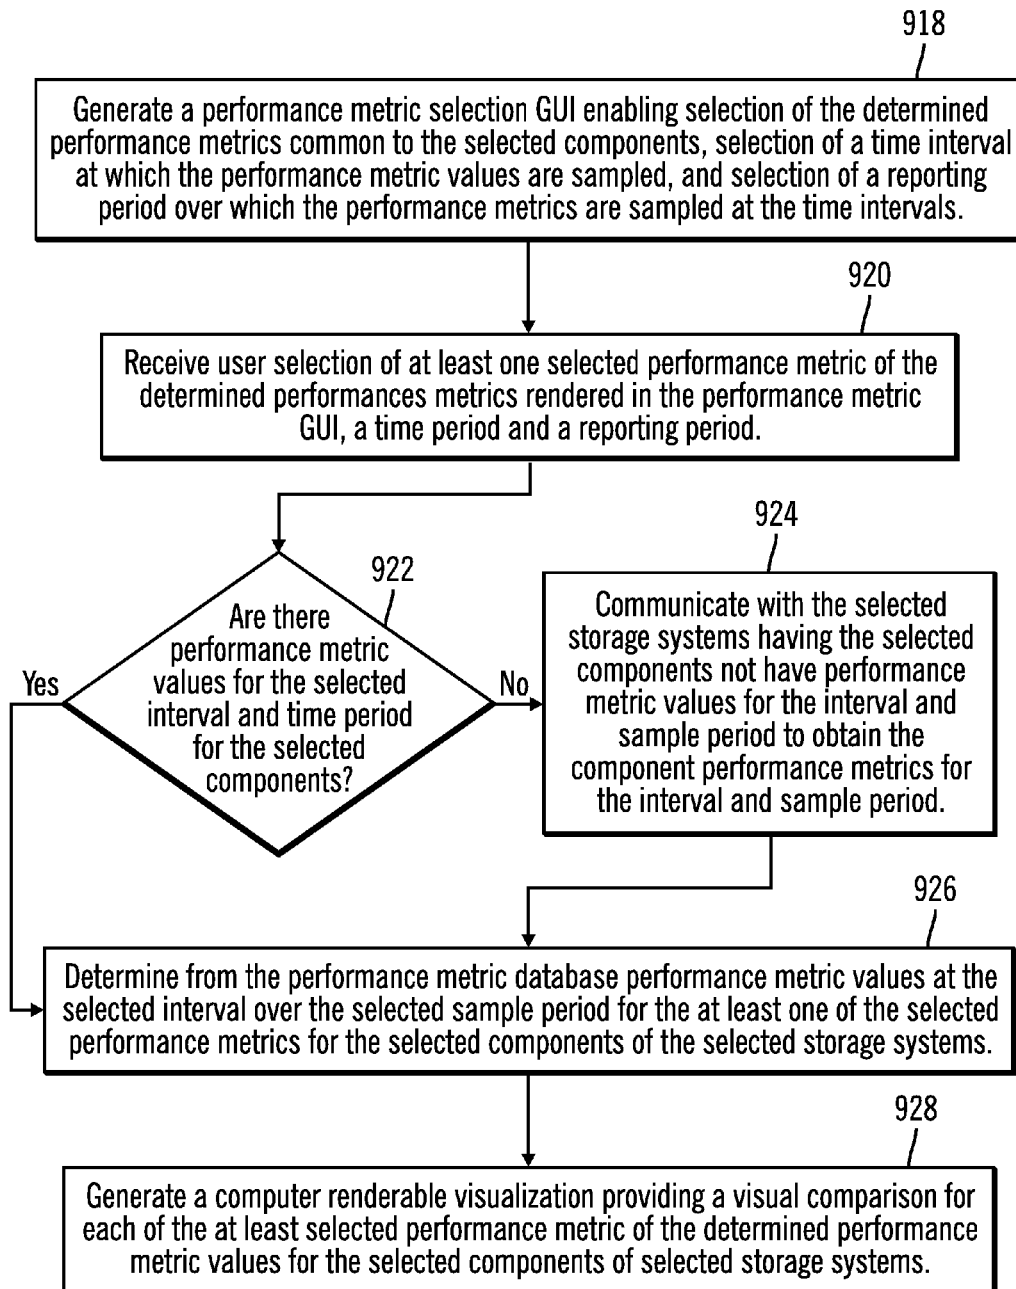 918
Generate a performance metric selection GUI enabling selection of the determined
performance metrics common to the selected components, selection of a time interval
at which the performance metric values are sampled, and selection of a reporting
period over which the performance metrics are sampled at the time intervals.
920
Receive user selection of at least one selected performance metric of the
determined performances metrics rendered in the performance metric
GUI, a time period and a reporting period.
922
Are there
performance metric
values for the selected
interval and time period
for the selected
components?
Yes
No
924
Communicate with the selected
storage systems having the selected
components not have performance
metric values for the interval and
sample period to obtain the
component performance metrics for
the interval and sample period.
926
Determine from the performance metric database performance metric values at the
selected interval over the selected sample period for the at least one of the selected
performance metrics for the selected components of the selected storage systems.
928
Generate a computer renderable visualization providing a visual comparison for
each of the at least selected performance metric of the determined performance
metric values for the selected components of selected storage systems.